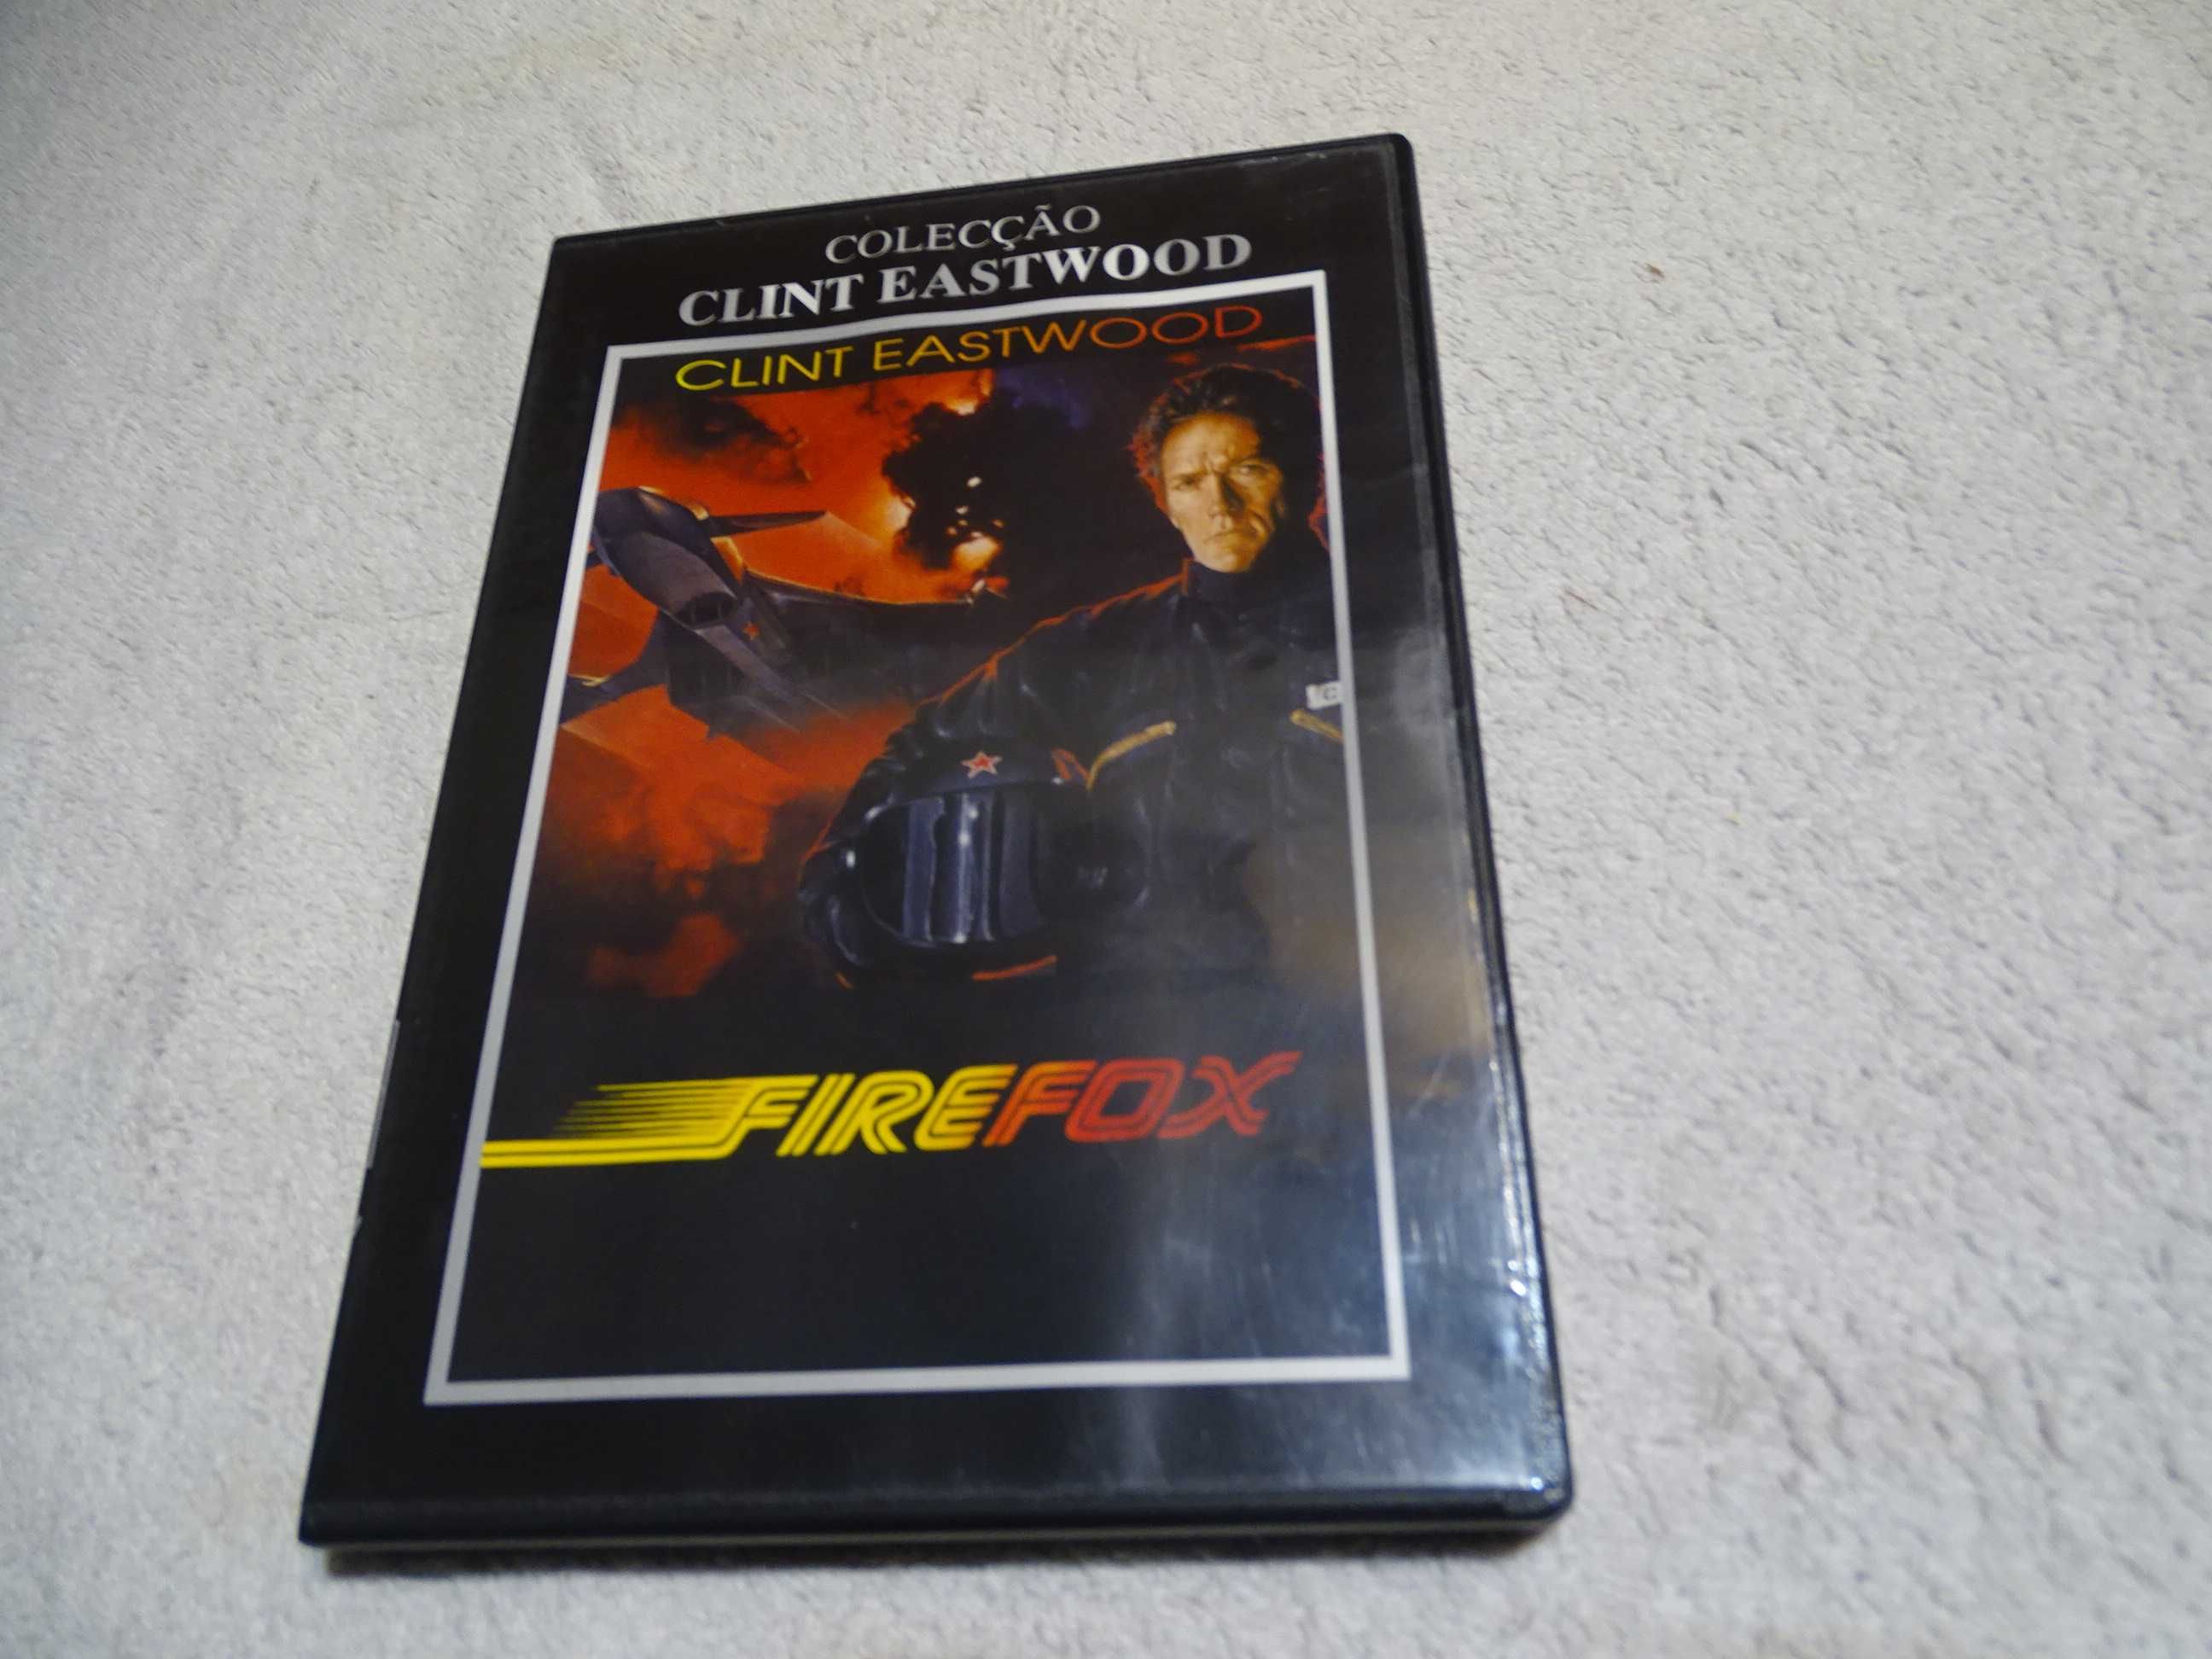 COLECÇÃO
CLINT EASTWOOD
CLINT EASTWOOD
C
FIREFOX